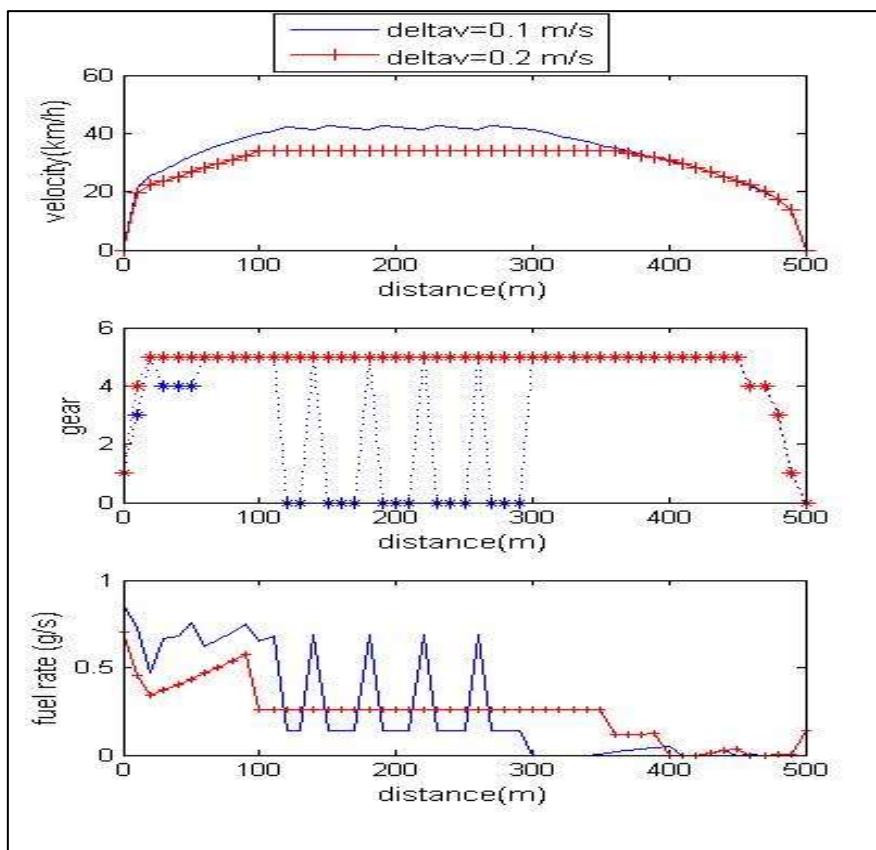 deltav=0.1 m/s
deltav=0.2 m/s
60
40
20
0
velocity(km/h)
0 100 200 300 400 500
distance(m)
6
4
2
0
gear
0 100 200 300 400 500
distance(m)
1
0.5
0
fuel rate (g/s)
0 100 200 300 400 500
distance(m)